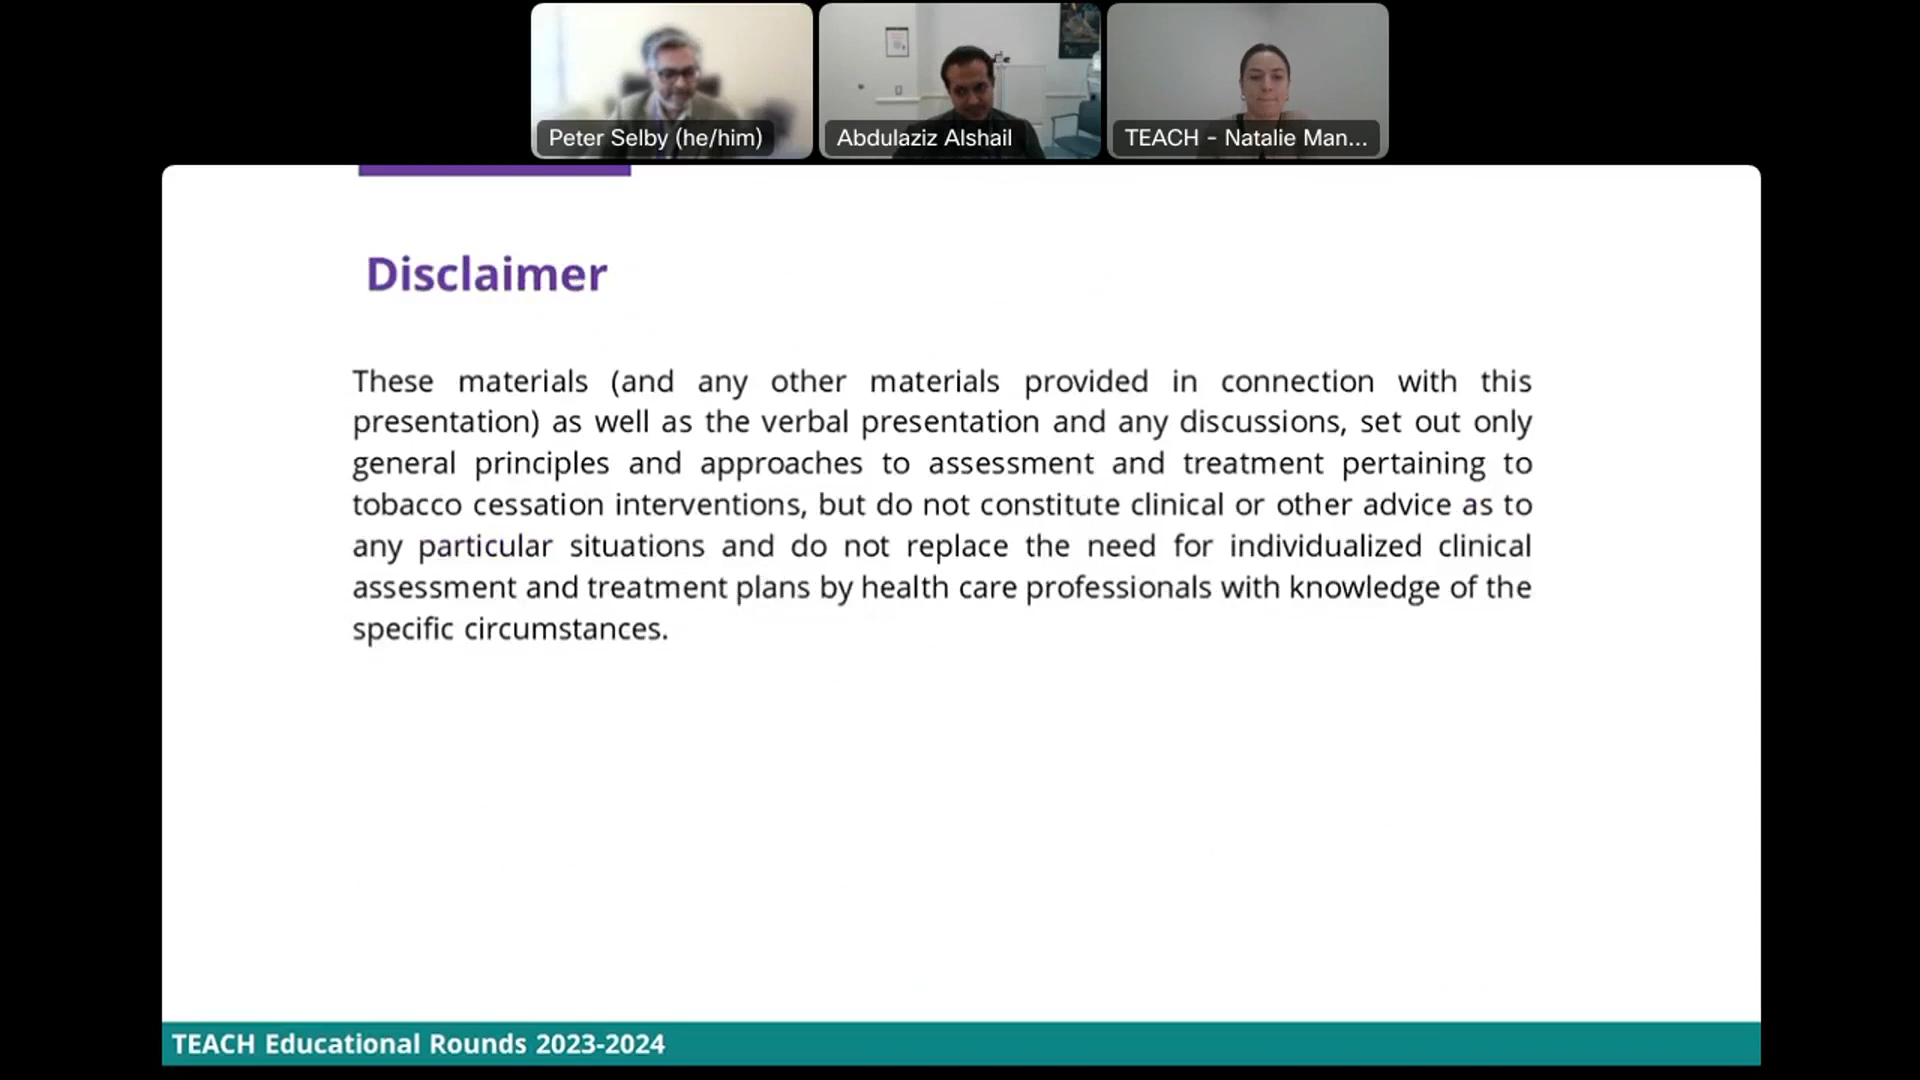 Peter Selby (he/him)
Abdulaziz Alshail
TEACH - Natalie Man...
Disclaimer
These materials (and any other materials provided in connection with this
presentation) as well as the verbal presentation and any discussions, set out only
general principles and approaches to assessment and treatment pertaining to
tobacco cessation interventions, but do not constitute clinical or other advice as to
any particular situations and do not replace the need for individualized clinical
assessment and treatment plans by health care professionals with knowledge of the
specific circumstances.
TEACH Educational Rounds 2023-2024